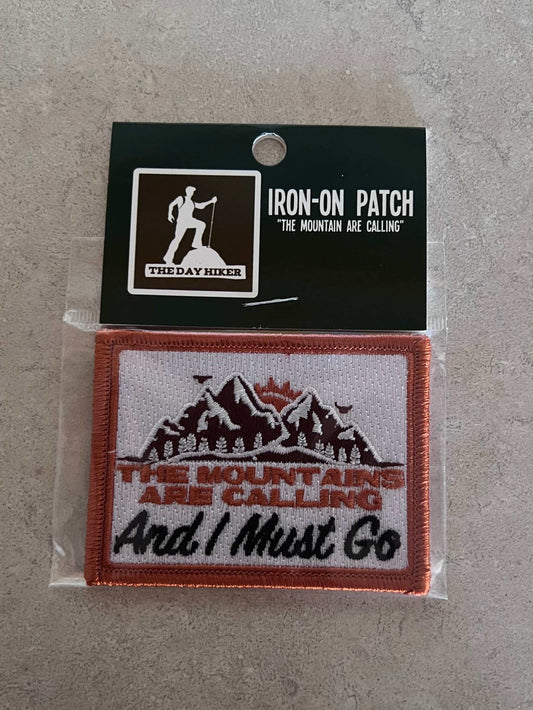 IRON-ON PATCH
"THE MOUNTAIN ARE CALLING"
THE DAY HIKER
THE MOUNTAINS
ARE CALLING
And I Must Go